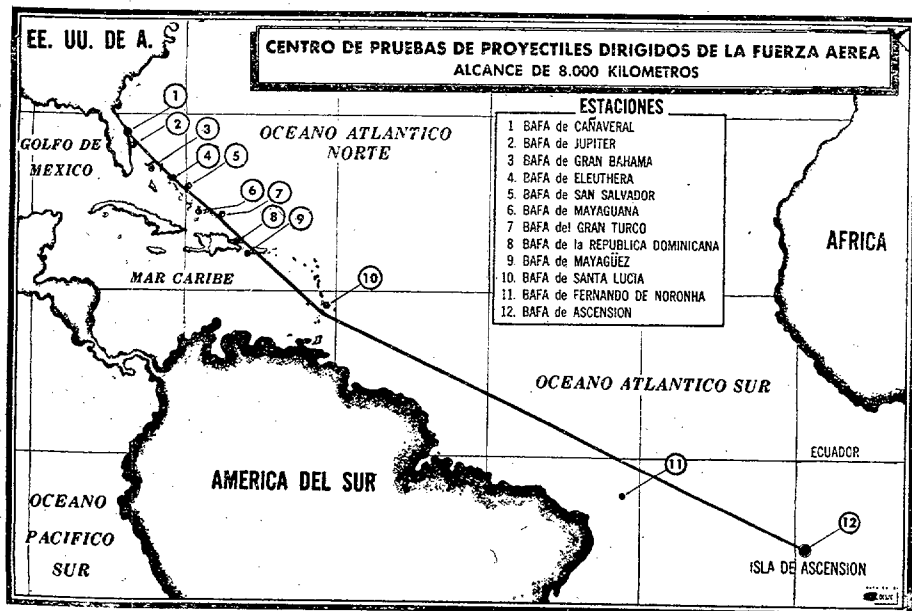 EE. UU. DE A.
CENTRO DE PRUEBAS DE PROYECTILES DIRIGIDOS DE LA FUERZA AEREA
ALCANCE DE 8.000 KILOMETROS
ESTACIONES
1 BAFA de CAÑAVERAL
2. BAFA de JUPITER
3 BAFA de GRAN BAHAMA
4. BAFA de ELEUTHERA
5. BAFA de SAN SALVADOR
6. BAFA de MAYAGUANA
7 BAFA del GRAN TURCO
8 BAFA de la REPUBLICA DOMINICANA
9. BAFA de MAYAGÜEZ
10. BAFA de SANTA LUCIA
11. BAFA de FERNANDO DE NORONHA
12. BAFA de ASCENSION
1
2
3
4
5
6
7
8
9
10
11
12
GOLFO DE
MEXICO
OCEANO ATLANTICO
NORTE
MAR CARIBE
AFRICA
OCEANO ATLANTICO SUR
ECUADOR
AMERICA DEL SUR
OCEANO
PACIFICO
SUR
ISLA DE ASCENSION